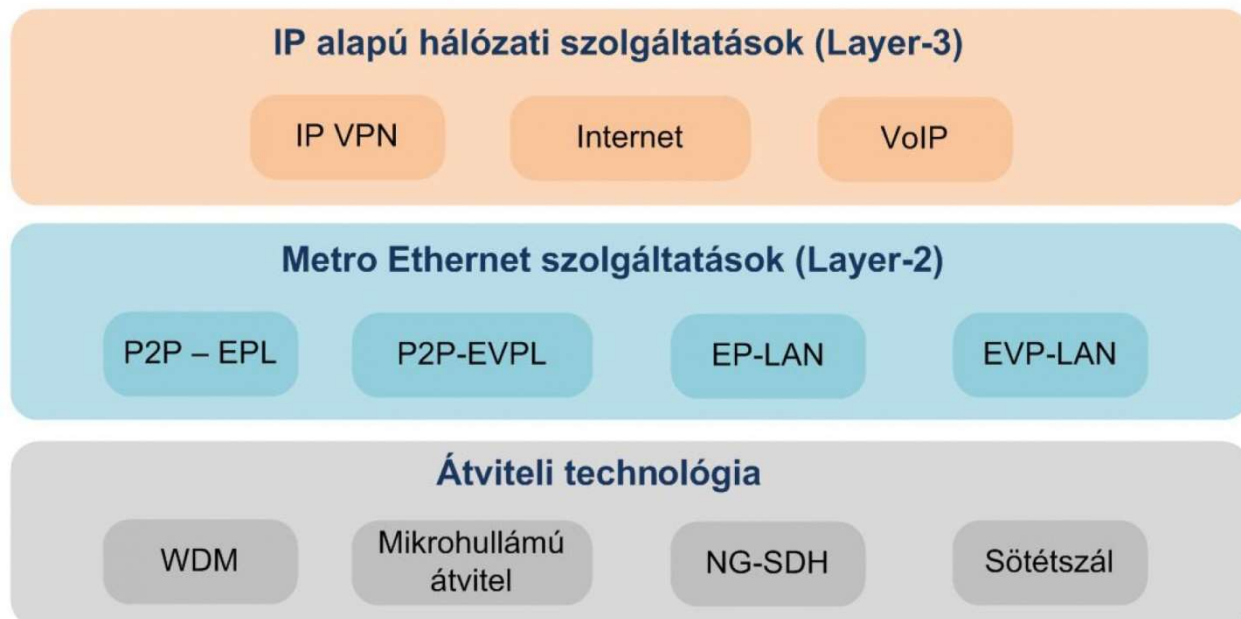 IP alapú hálózati szolgáltatások (Layer-3)
IP VPN
Internet
VoIP
Metro Ethernet szolgáltatások (Layer-2)
P2P – EPL
P2P-EVPL
EP-LAN
EVP-LAN
Átviteli technológia
WDM
Mikrohullámú
átvitel
NG-SDH
Sötétszál